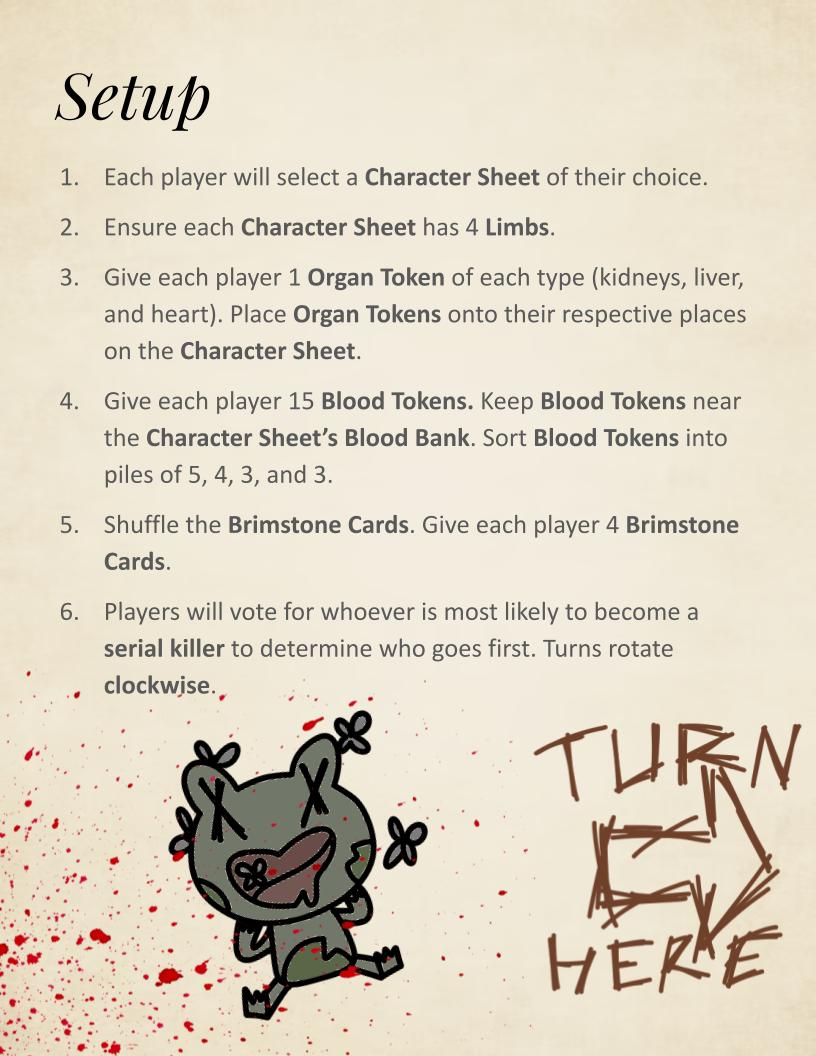 Setup
1. Each player will select a Character Sheet of their choice.
2. Ensure each Character Sheet has 4 Limbs.
3. Give each player 1 Organ Token of each type (kidneys, liver,
and heart). Place Organ Tokens onto their respective places
on the Character Sheet.
4. Give each player 15 Blood Tokens. Keep Blood Tokens near
the Character Sheet’s Blood Bank. Sort Blood Tokens into
piles of 5, 4, 3, and 3.
5. Shuffle the Brimstone Cards. Give each player 4 Brimstone
Cards.
6. Players will vote for whoever is most likely to become a
serial killer to determine who goes first. Turns rotate
clockwise.
TURN
HERE